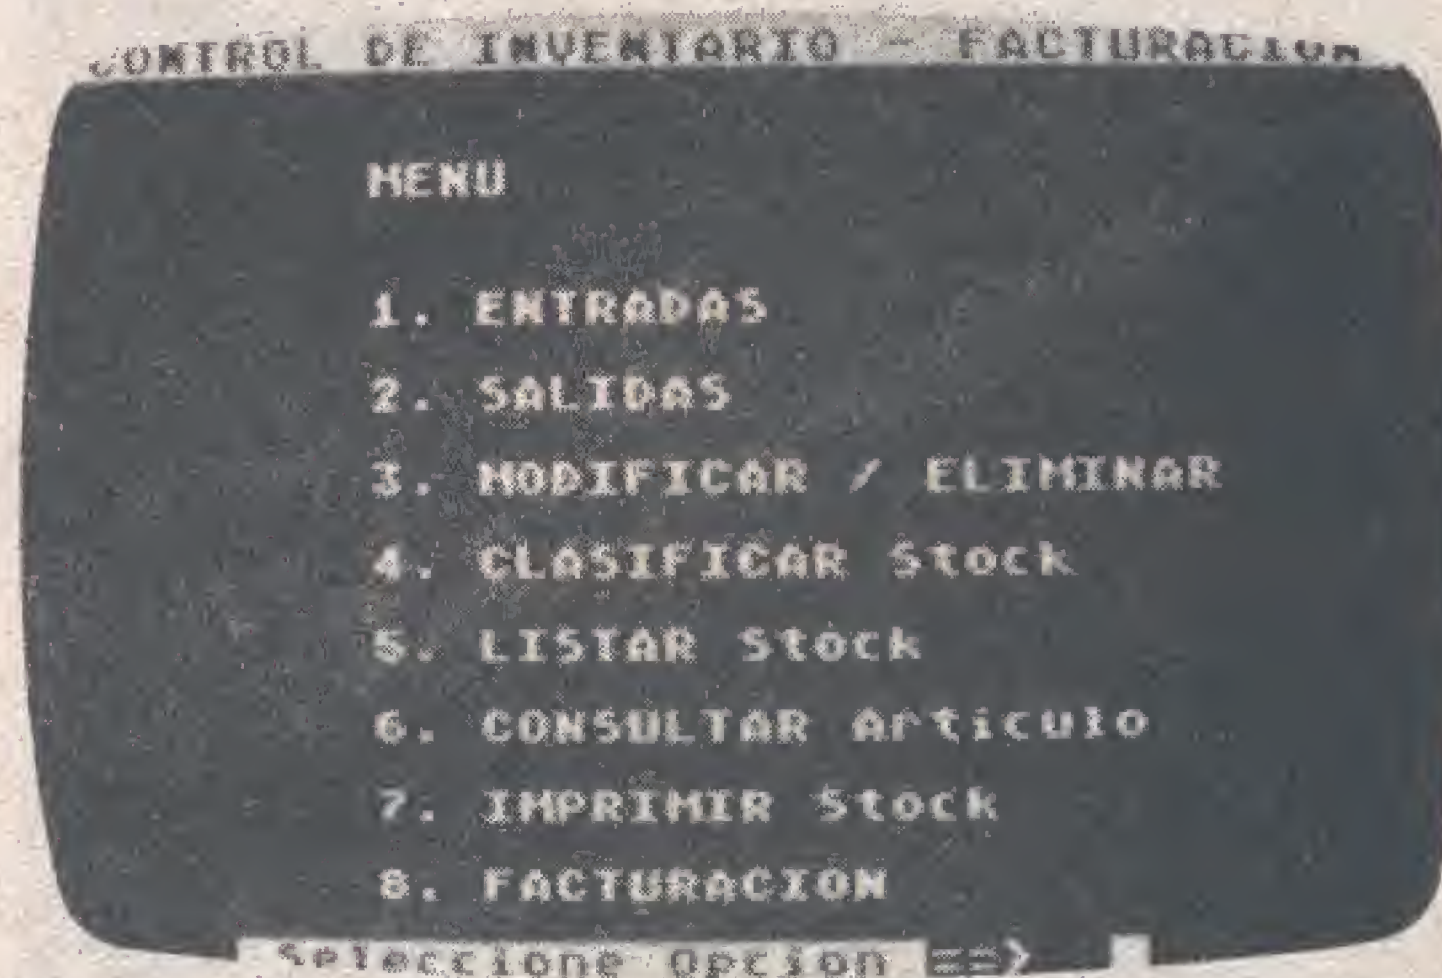 CONTROL DE INVENTARIO - FACTURACION
MENU
1. ENTRADAS
2. SALIDAS
3. MODIFICAR / ELIMINAR
4. CLASIFICAR Stock
5. LISTAR Stock
6. CONSULTAR Articulo
7. IMPRIMIR Stock
8. FACTURACION
Seleccione Opcion ==>